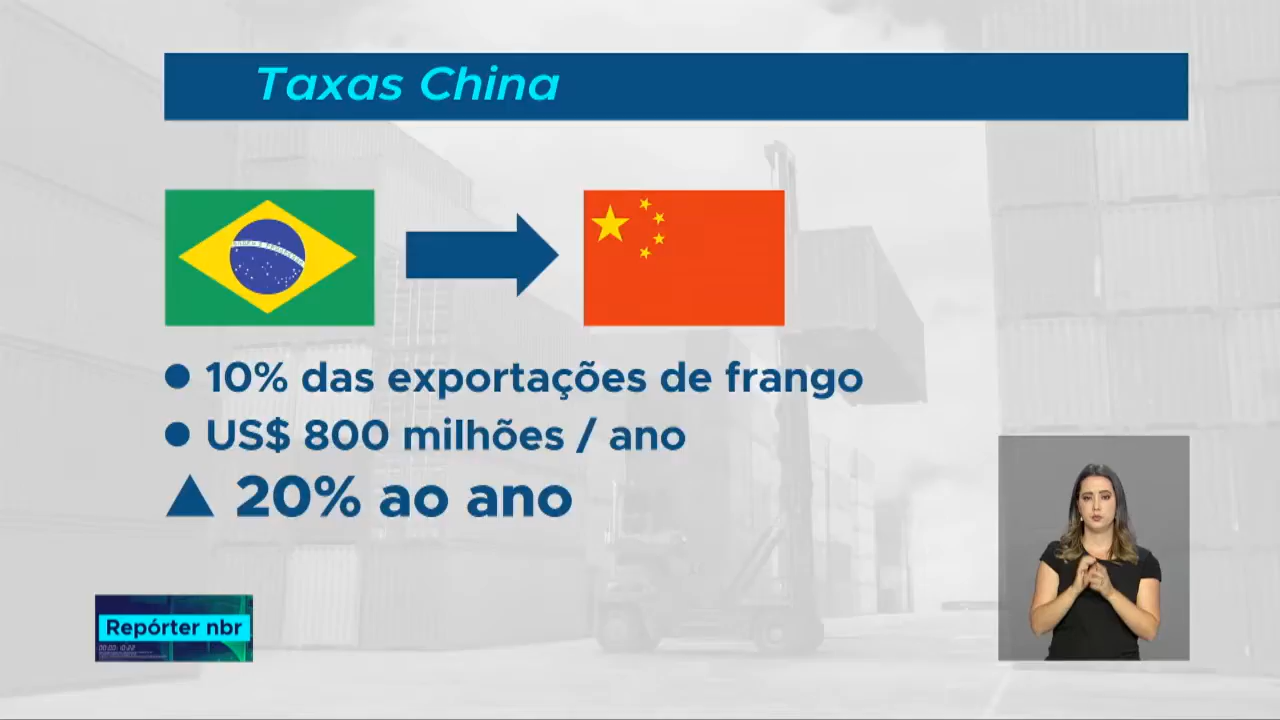 Taxas China
10% das exportações de frango
US$ 800 milhões / ano
▲ 20% ao ano
Repórter nbr